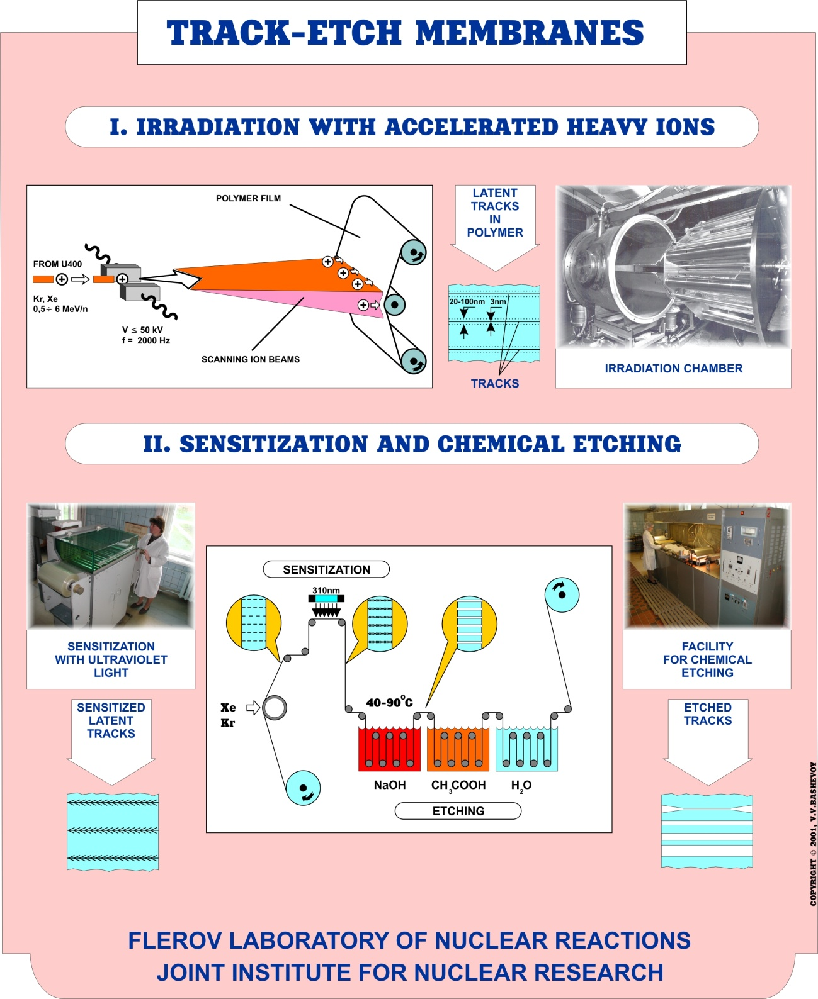 TRACK-ETCH MEMBRANES
I. IRRADIATION WITH ACCELERATED HEAVY IONS
POLYMER FILM
FROM U400
Kr, Xe
0,5÷ 6 MeV/n
V ≤ 50 kV
f = 2000 Hz
SCANNING ION BEAMS
LATENT
TRACKS
IN
POLYMER
20-100nm 3nm
TRACKS
IRRADIATION CHAMBER
II. SENSITIZATION AND CHEMICAL ETCHING
SENSITIZATION
WITH ULTRAVIOLET
LIGHT
SENSITIZED
LATENT
TRACKS
SENSITIZATION
310nm
Xe
Kr
40-90°C
NaOH
CH₃COOH
H₂O
ETCHING
FACILITY
FOR CHEMICAL
ETCHING
ETCHED
TRACKS
COPYRIGHT © 2001, V.V.BASHEVOY
FLEROV LABORATORY OF NUCLEAR REACTIONS
JOINT INSTITUTE FOR NUCLEAR RESEARCH